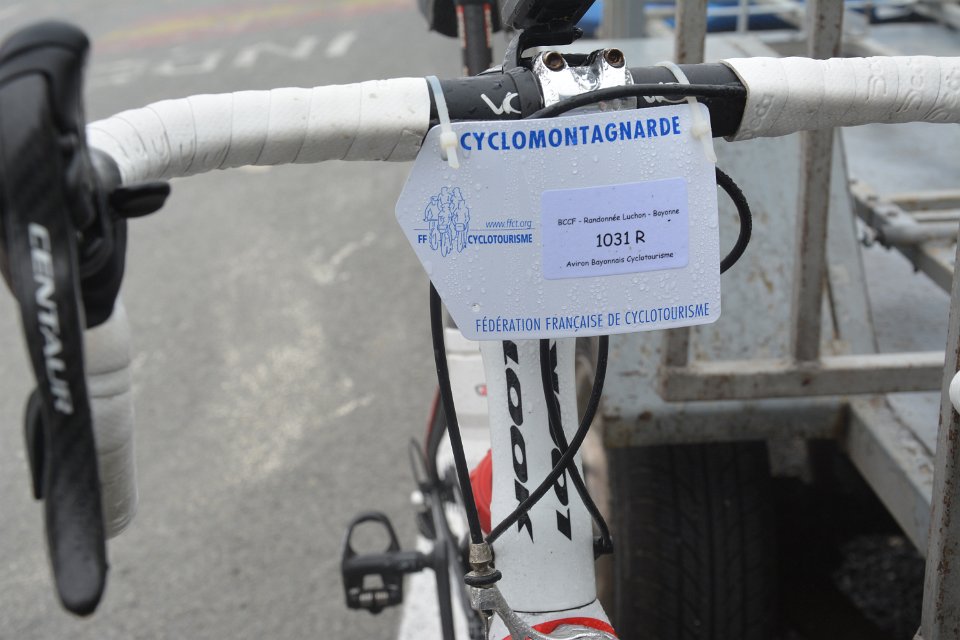 CYCLOMONTAGNARDE
www.ffct.org
FF CYCLOTOURISME
BCCF - Randonnée Luchon - Bayonne
1031 R
Aviron Bayonnais Cyclotourisme
FÉDÉRATION FRANÇAISE DE CYCLOTOURISME
CENTAUR
LOOK